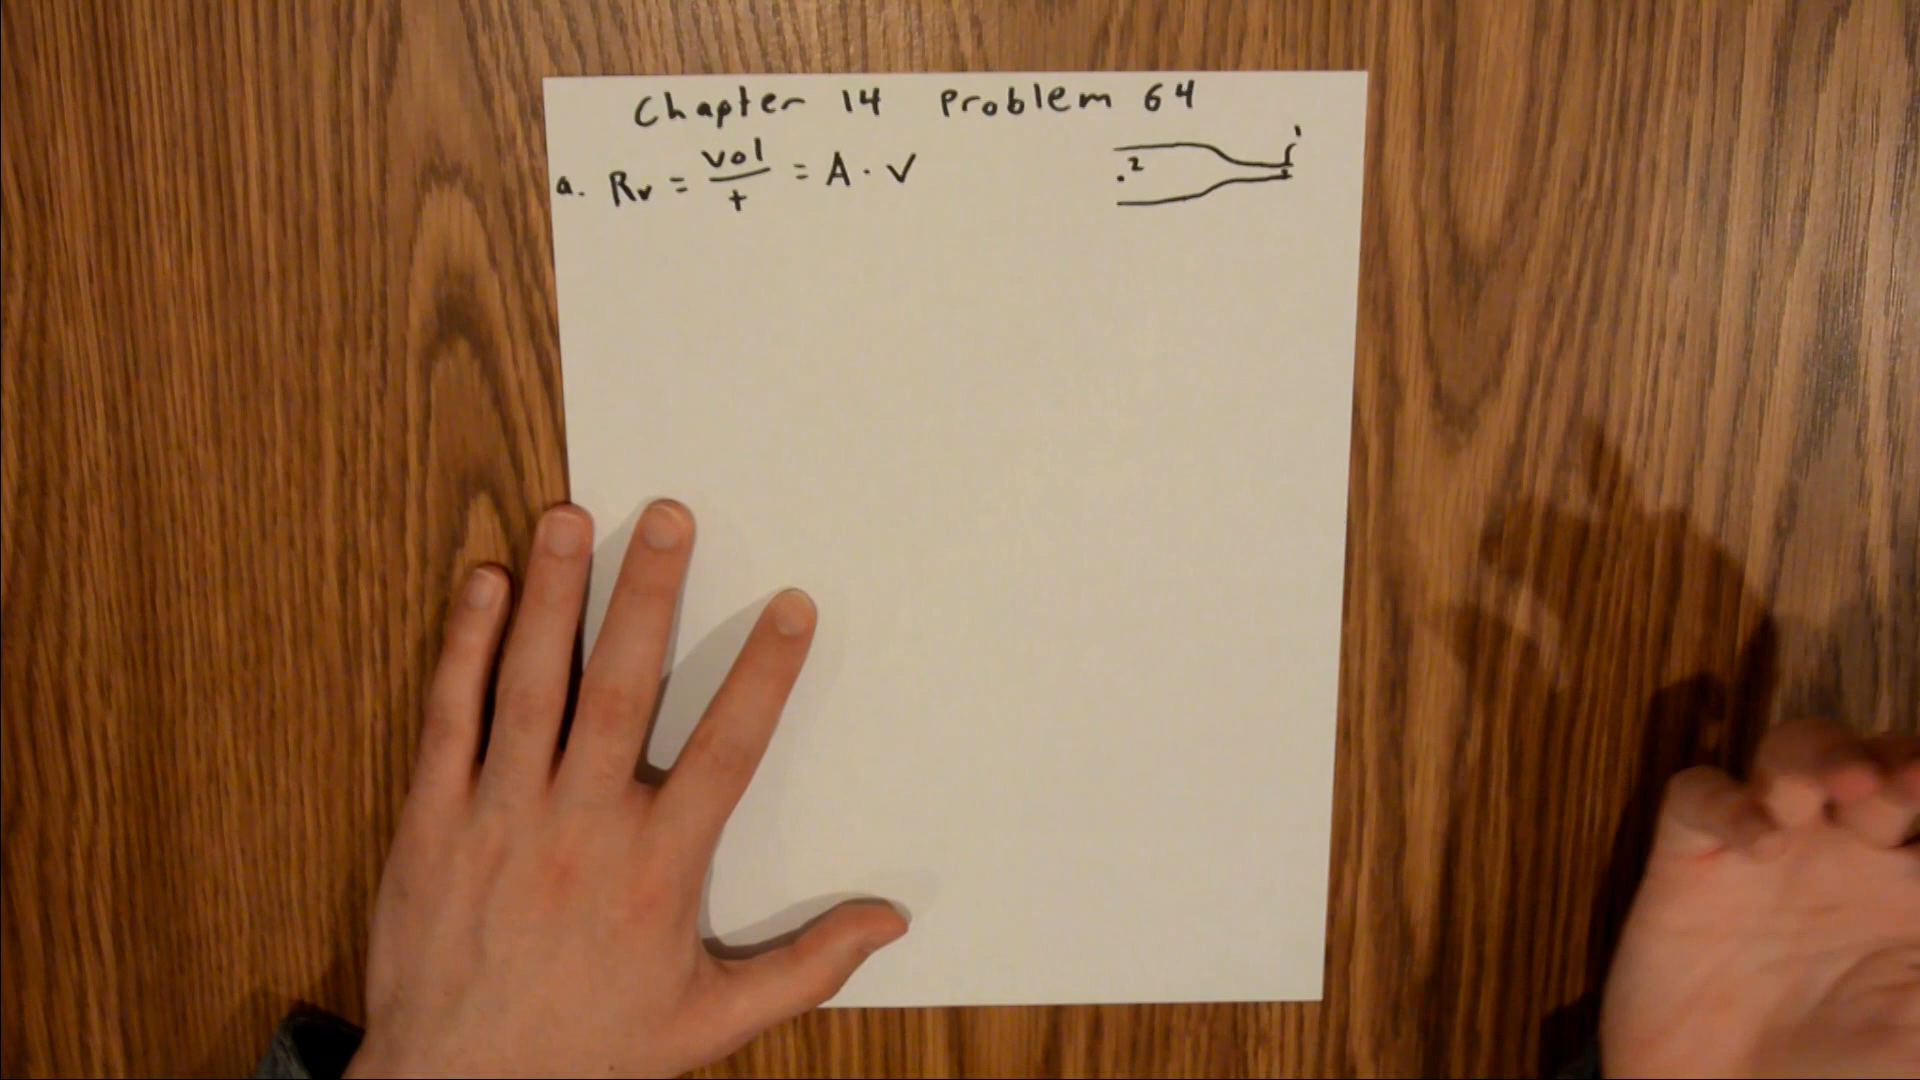 Chapter 14 Problem 64
a. Rv = vol/t = A · V
2
1